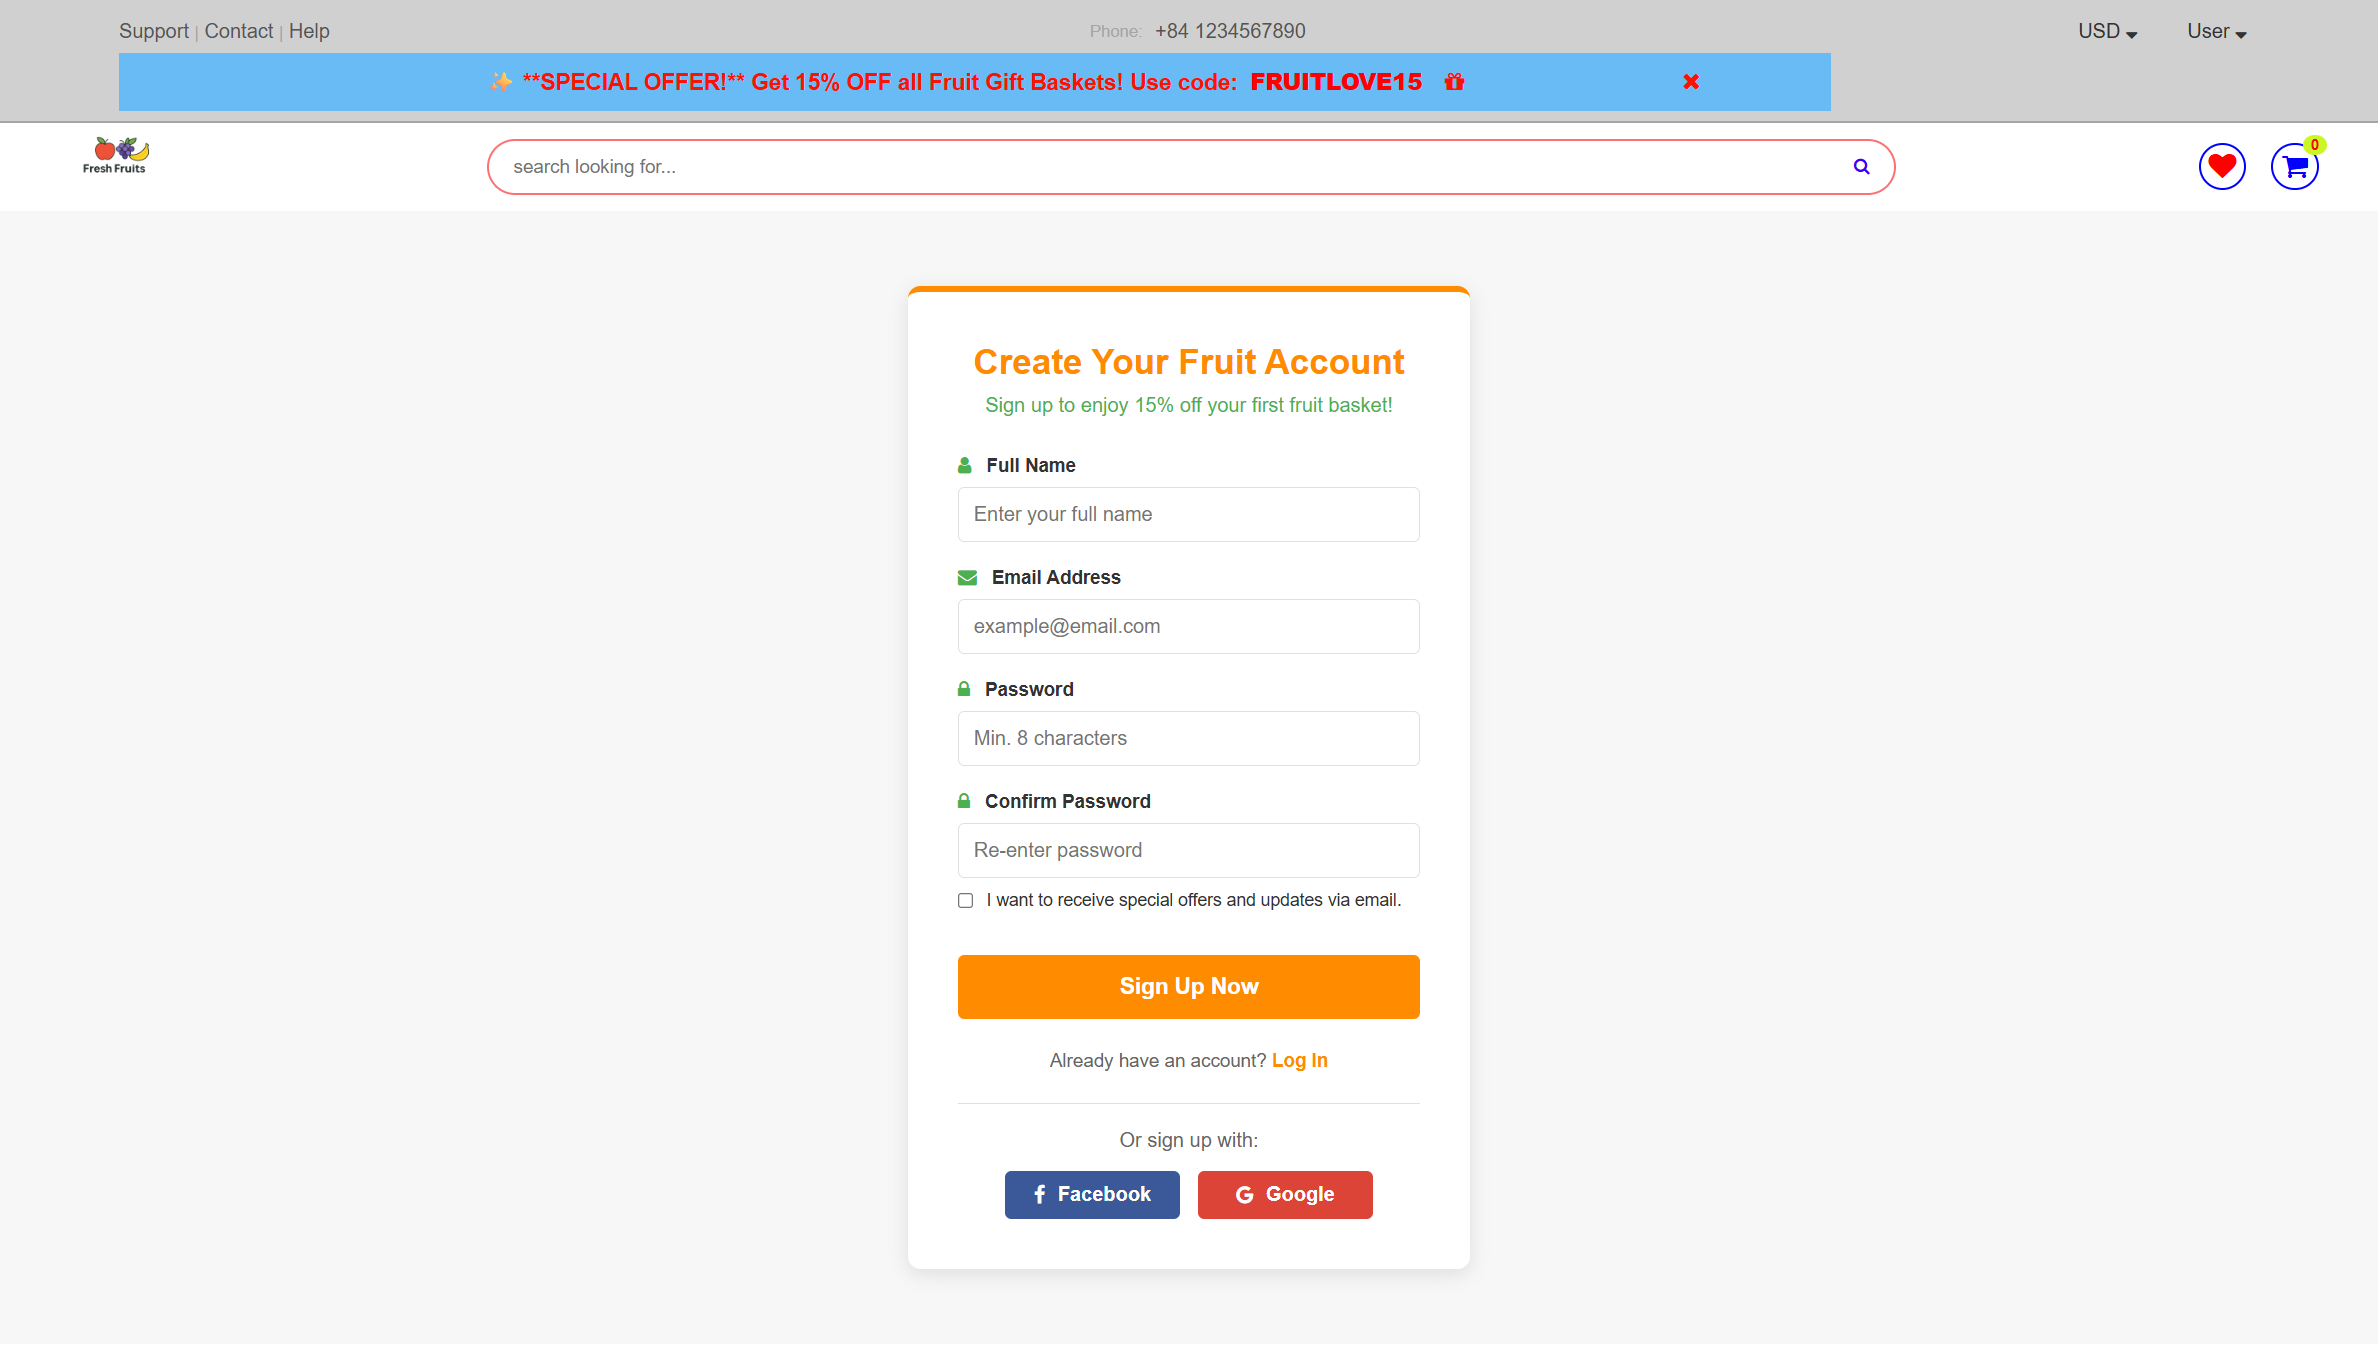 Support | Contact | Help
Phone: +84 1234567890
USD
User
**SPECIAL OFFER!** Get 15% OFF all Fruit Gift Baskets! Use code: FRUITLOVE15
Fresh Fruits
search looking for...
0
Create Your Fruit Account
Sign up to enjoy 15% off your first fruit basket!
Full Name
Enter your full name
Email Address
example@email.com
Password
Min. 8 characters
Confirm Password
Re-enter password
I want to receive special offers and updates via email.
Sign Up Now
Already have an account? Log In
Or sign up with:
Facebook
Google